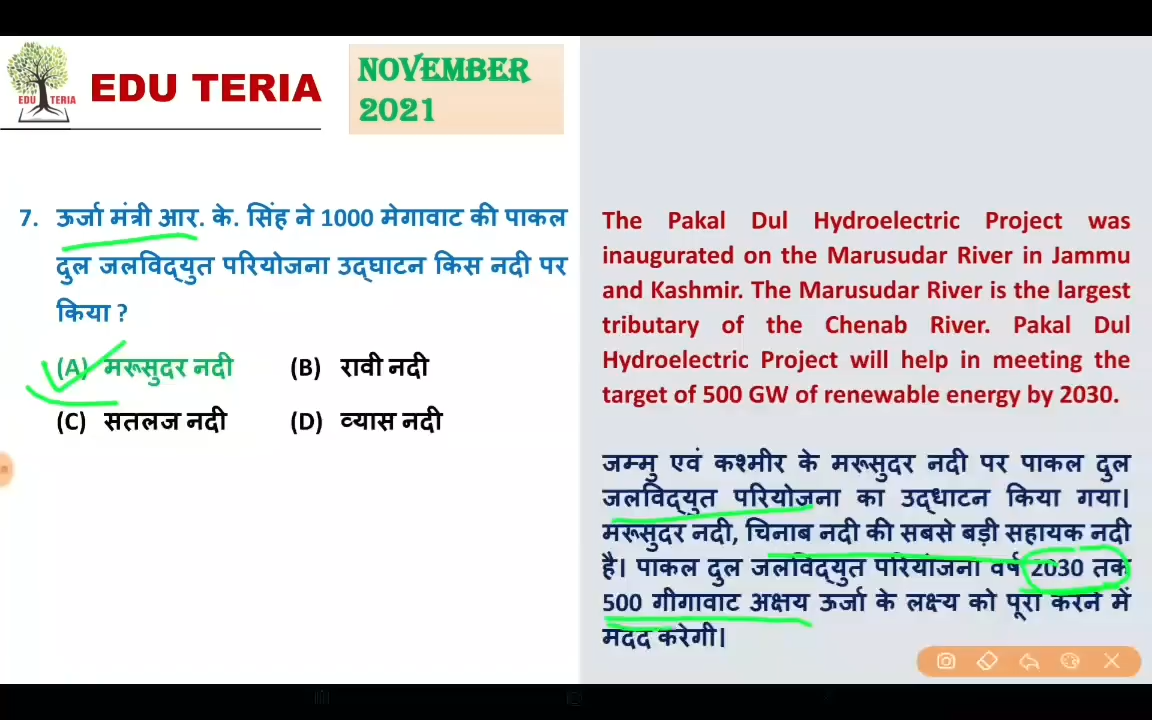 EDU TERIA
EDU TERIA
NOVEMBER
2021
7. ऊर्जा मंत्री आर. के. सिंह ने 1000 मेगावाट की पाकल
दुल जलविद्युत परियोजना उद्घाटन किस नदी पर
किया ?
(A) मरूसुदर नदी (B) रावी नदी
(C) सतलज नदी (D) व्यास नदी
The Pakal Dul Hydroelectric Project was
inaugurated on the Marusudar River in Jammu
and Kashmir. The Marusudar River is the largest
tributary of the Chenab River. Pakal Dul
Hydroelectric Project will help in meeting the
target of 500 GW of renewable energy by 2030.
जम्मु एवं कश्मीर के मरूसुदर नदी पर पाकल दुल
जलविद्युत परियोजना का उद्धाटन किया गया।
मरूसुदर नदी, चिनाब नदी की सबसे बड़ी सहायक नदी
है। पाकल दुल जलविद्युत परियोजना वर्ष 2030 तक
500 गीगावाट अक्षय ऊर्जा के लक्ष्य को पूरा करने में
मदद करेगी।